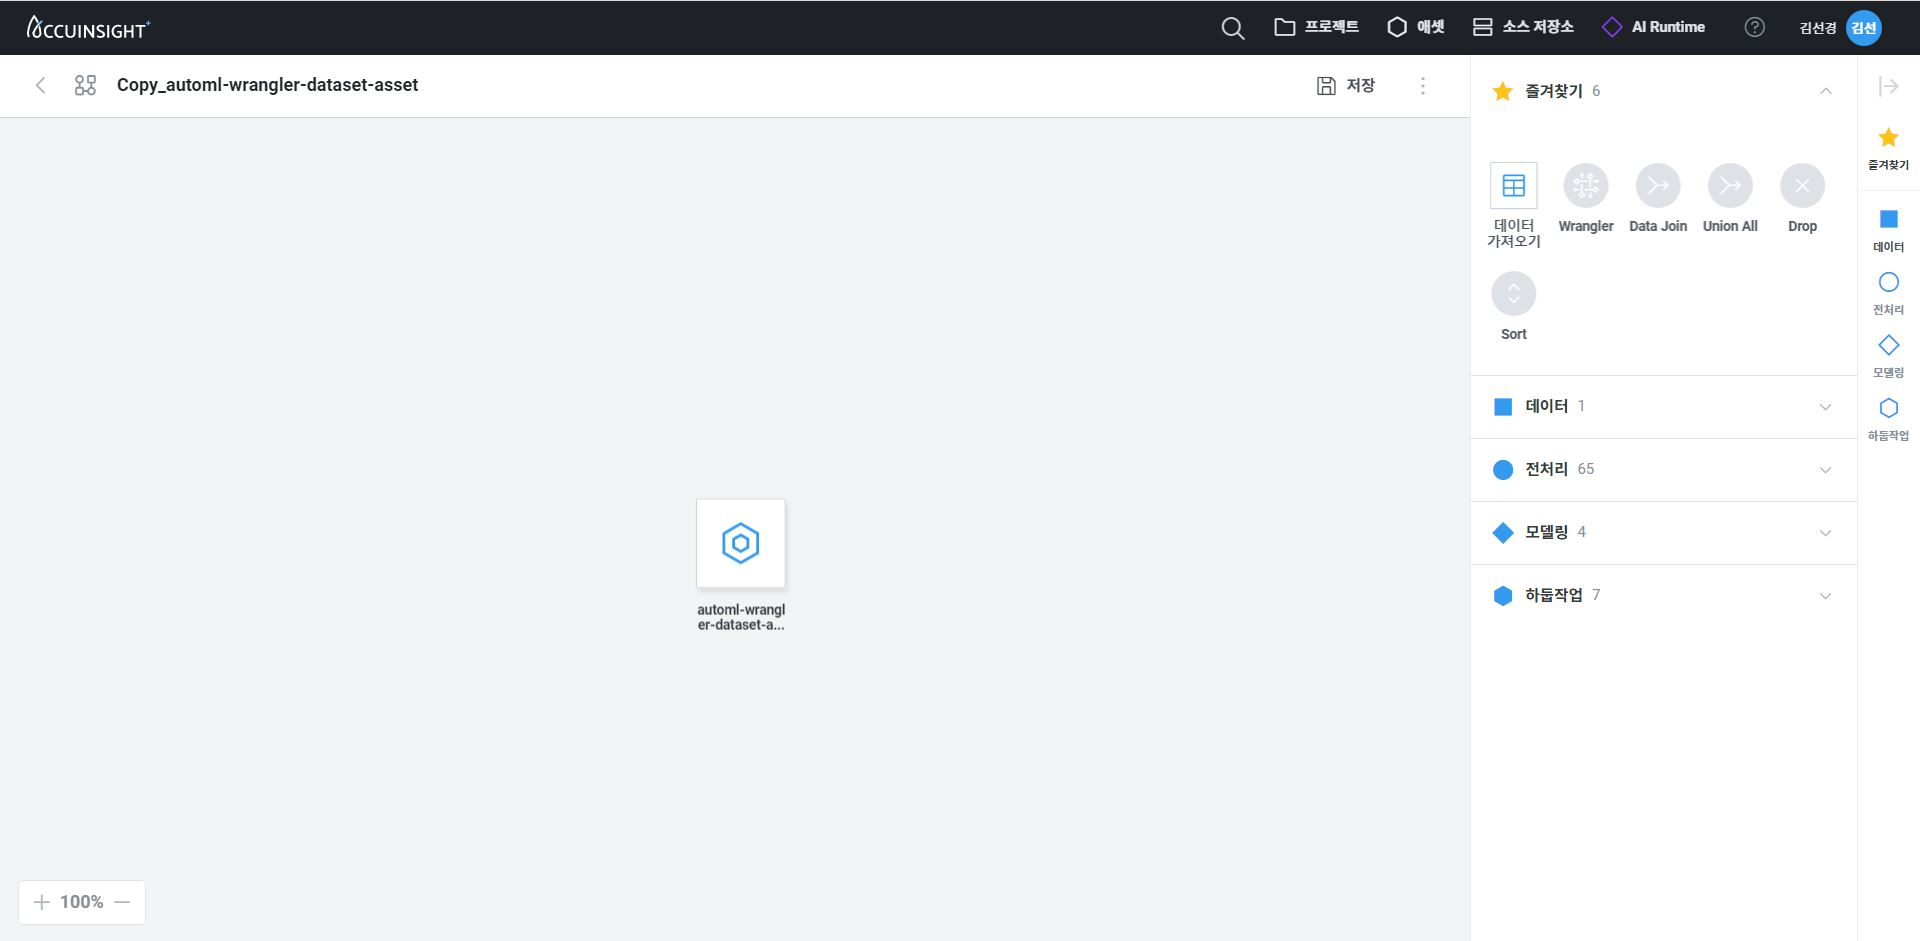 ACCUINSIGHT+
프로젝트
애셋
소스 저장소
AI Runtime
?
김선경
김선
Copy_automl-wrangler-dataset-asset
저장
즐겨찾기 6
데이터
가져오기
Wrangler
Data Join
Union All
Drop
Sort
데이터 1
전처리 65
모델링 4
하둡작업 7
즐겨찾기
데이터
전처리
모델링
하둡작업
automl-wrangl
er-dataset-a...
100%